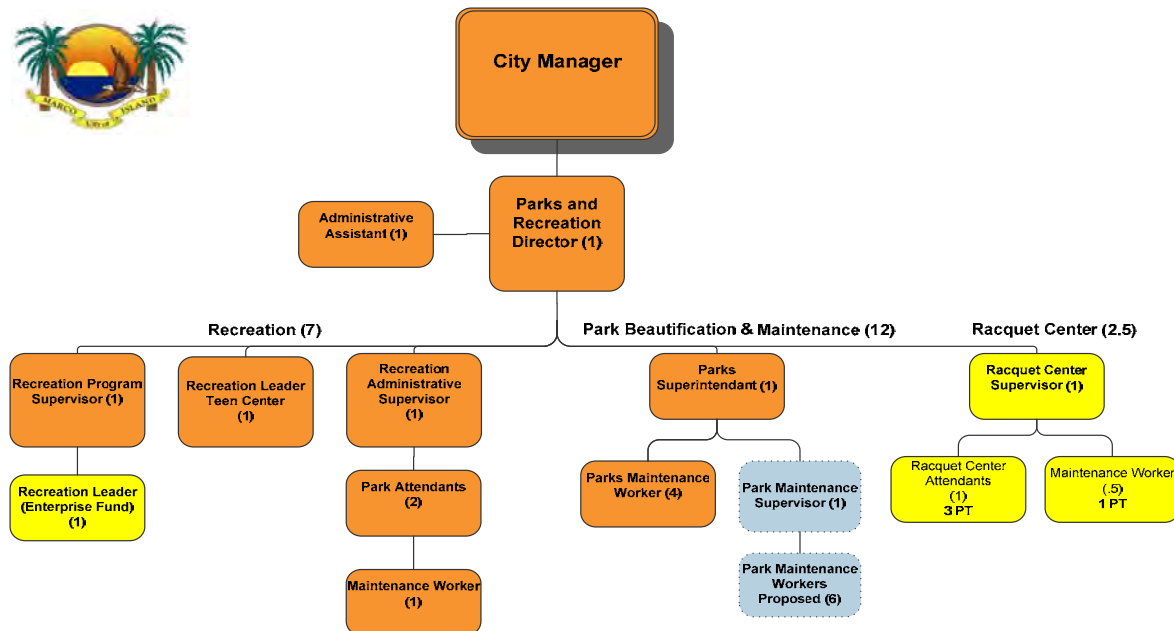 MARCO
City of
ISLAND
City Manager
Parks and
Recreation
Director (1)
Administrative
Assistant (1)
Recreation (7)
Park Beautification & Maintenance (12)
Racquet Center (2.5)
Recreation Program
Supervisor (1)
Recreation Leader
Teen Center
(1)
Recreation
Administrative
Supervisor
(1)
Parks
Superintendant (1)
Racquet Center
Supervisor (1)
Recreation Leader
(Enterprise Fund)
(1)
Park Attendants
(2)
Parks Maintenance
Worker (4)
Park Maintenance
Supervisor (1)
Racquet Center
Attendants
(1)
3 PT
Maintenance Worker
(.5)
1 PT
Maintenance Worker
(1)
Park Maintenance
Workers
Proposed (6)